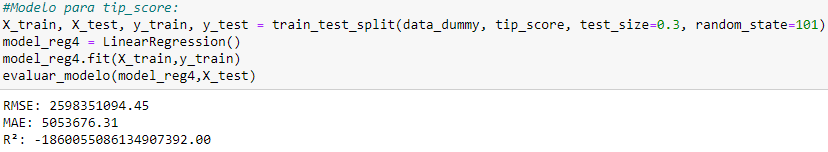 #Modelo para tip_score:
X_train, X_test, y_train, y_test = train_test_split(data_dummy, tip_score, test_size=0.3, random_state=101)
model_reg4 = LinearRegression()
model_reg4.fit(X_train,y_train)
evaluar_modelo(model_reg4,X_test)
RMSE: 2598351094.45
MAE: 5053676.31
R²: -1860055086134907392.00